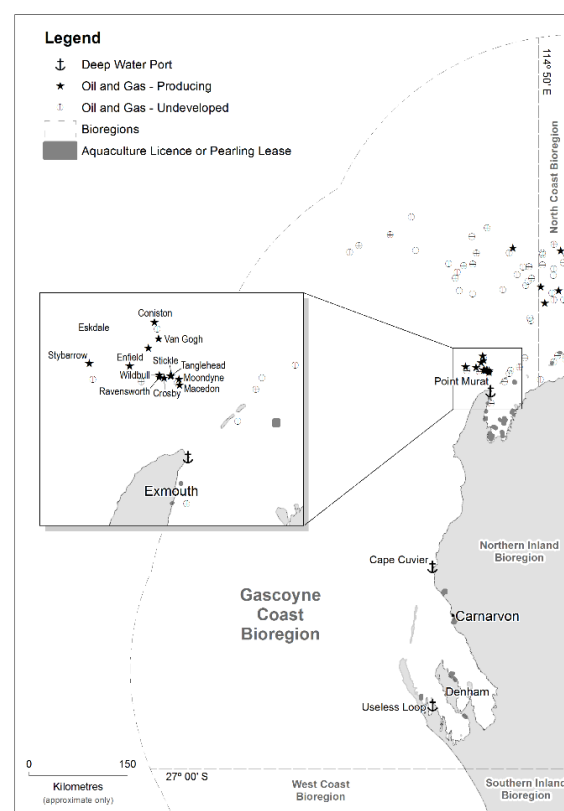 Legend
Deep Water Port
Oil and Gas - Producing
Oil and Gas - Undeveloped
Bioregions
Aquaculture Licence or Pearling Lease
114° 50' E
North Coast Bioregion
Coniston
Eskdale
Van Gogh
Stybarrow
Enfield
Stickle
Tanglehead
Wildbull
Moondyne
Ravensworth
Crosby
Macedon
Exmouth
Point Murat
Northern Inland
Bioregion
Cape Cuvier
Gascoyne
Coast
Bioregion
Carnarvon
Denham
Useless Loop
0
150
Kilometres
(approximate only)
27° 00' S
West Coast
Bioregion
Southern Inland
Bioregion